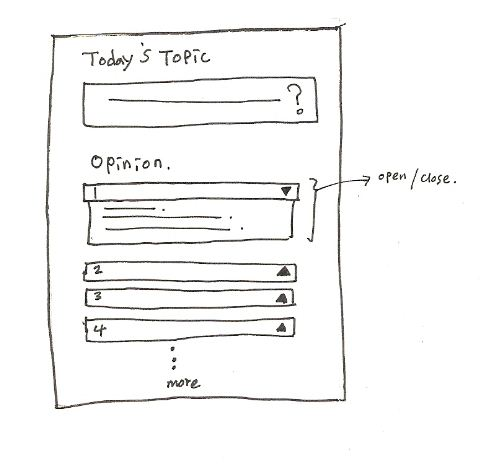 Today's Topic
?
Opinion.
1
open/close.
2
3
4
more